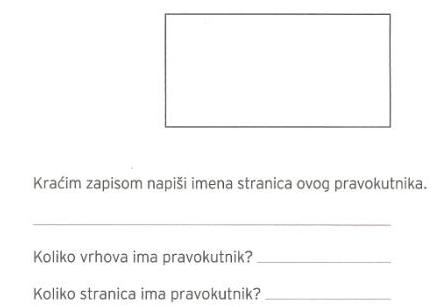 Kraćim zapisom napiši imena stranica ovog pravokutnika.
Koliko vrhova ima pravokutnik?
Koliko stranica ima pravokutnik?